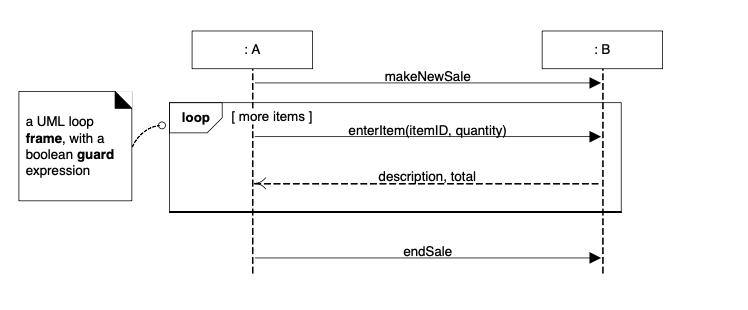 : A
: B
makeNewSale
loop
[ more items ]
a UML loop
frame, with a
boolean guard
expression
enterItem(itemID, quantity)
description, total
endSale